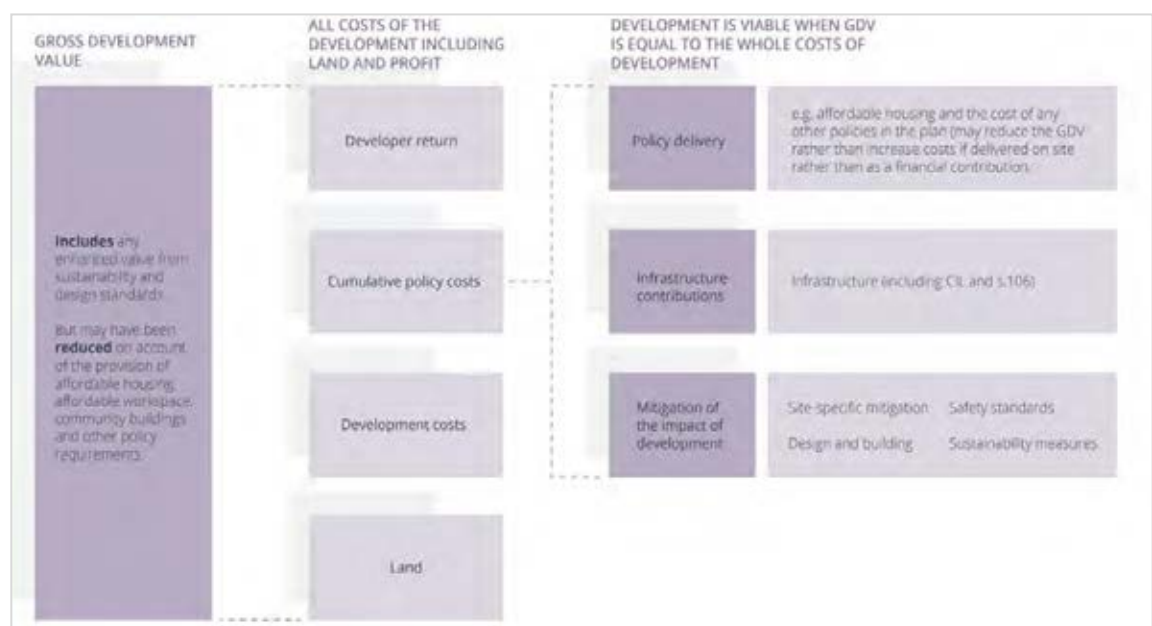 GROSS DEVELOPMENT
VALUE
ALL COSTS OF THE
DEVELOPMENT INCLUDING
LAND AND PROFIT
DEVELOPMENT IS VIABLE WHEN GDV
IS EQUAL TO THE WHOLE COSTS OF
DEVELOPMENT
Includes any
enhanced value from
sustainability and
design standards.
But may have been
reduced on account
of the provision of
affordable housing,
affordable workspace,
community buildings
and other policy
requirements.
Developer return
Cumulative policy costs
Development costs
Land
Policy delivery
e.g. affordable housing and the cost of any
other policies in the plan (may reduce the GDV
rather than increase costs if delivered on site
rather than as a financial contribution.
Infrastructure
contributions
Infrastructure (including CIL and s.106)
Mitigation of
the impact of
development
Site-specific mitigation
Safety standards
Design and building
Sustainability measures